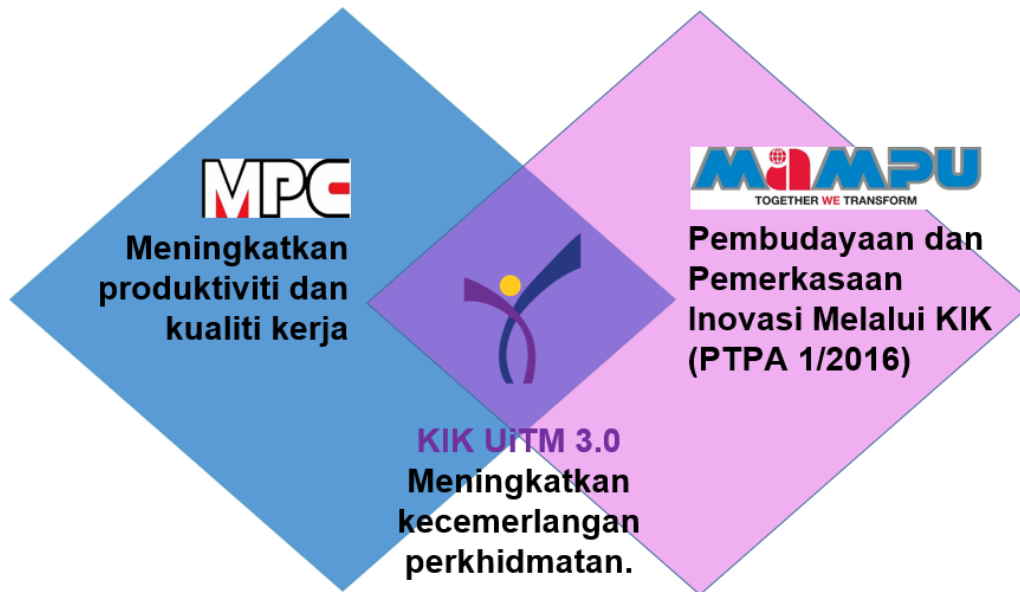 MPC
Meningkatkan
produktiviti dan
kualiti kerja
MAMPU
TOGETHER WE TRANSFORM
Pembudayaan dan
Pemerkasaan
Inovasi Melalui KIK
(PTPA 1/2016)
KIK UiTM 3.0
Meningkatkan
kecemerlangan
perkhidmatan.